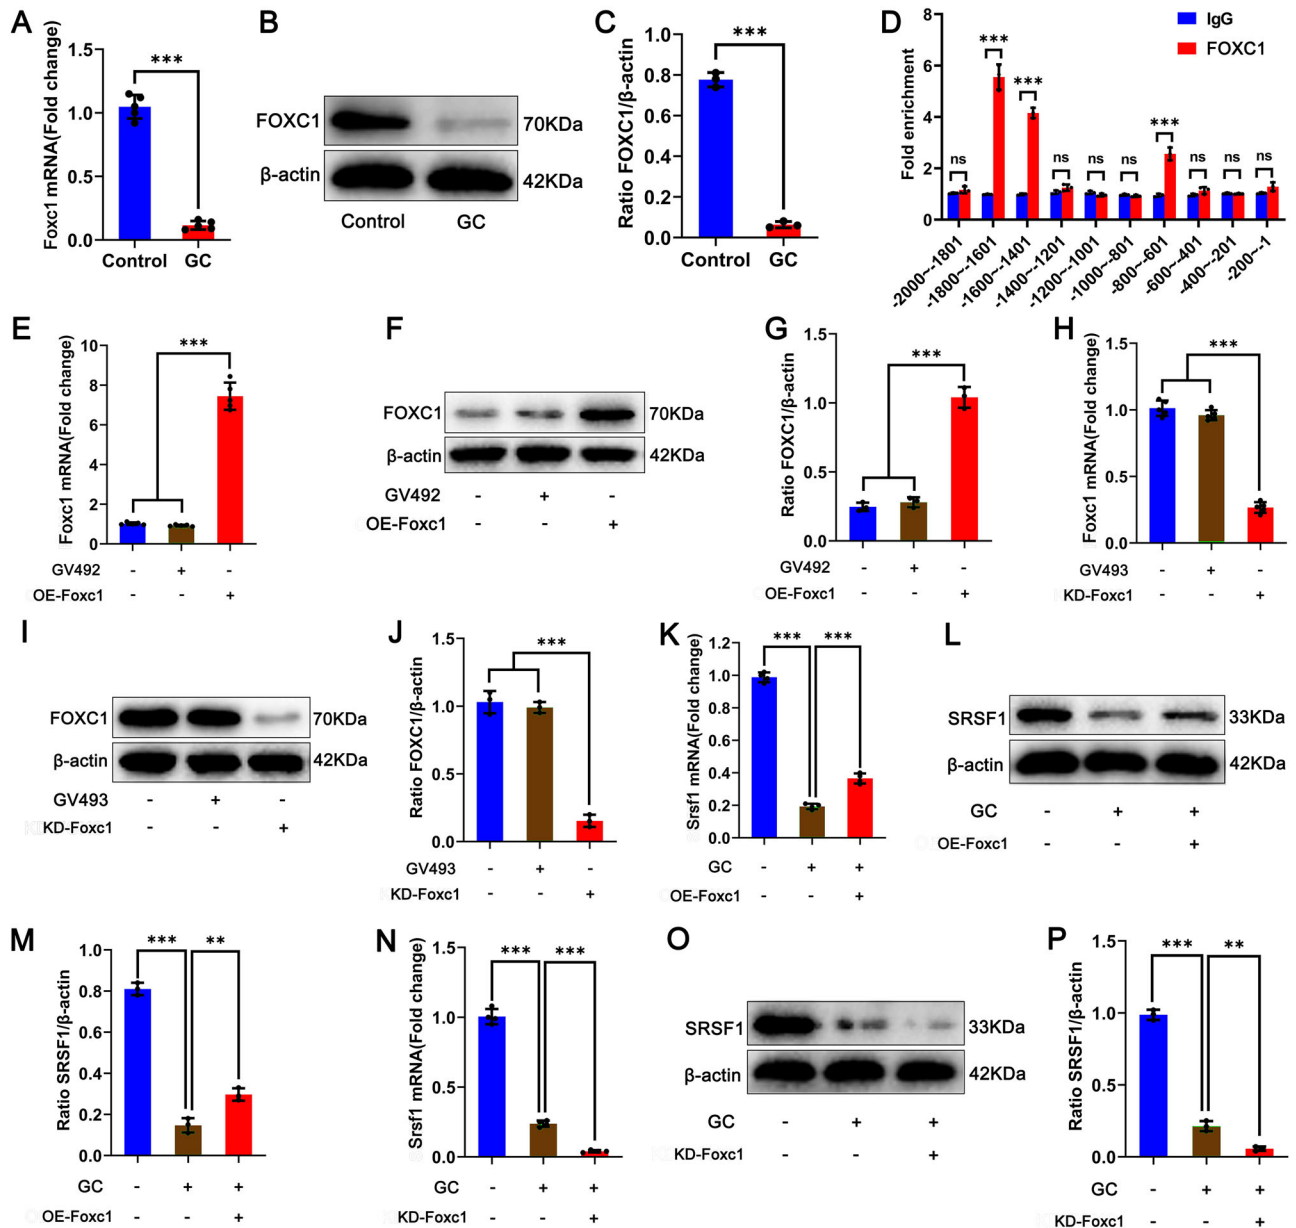 A
Foxc1 mRNA(Fold change)
1.5
1.0
0.5
0.0
***
Control GC
B
FOXC1 70KDa
β-actin 42KDa
Control GC
C
Ratio FOXC1/β-actin
1.0
0.8
0.6
0.4
0.2
0.0
***
Control GC
D
Fold enrichment
8
6
4
2
0
IgG
FOXC1
ns *** *** ns ns ns *** ns ns ns
-2000~-1801
-1800~-1601
-1600~-1401
-1400~-1201
-1200~-1001
-1000~-801
-800~-601
-600~-401
-400~-201
-200~-1
E
Foxc1 mRNA(Fold change)
10
8
6
4
2
0
***
GV492 - + -
OE-Foxc1 - - +
F
FOXC1 70KDa
β-actin 42KDa
GV492 - + -
OE-Foxc1 - - +
G
Ratio FOXC1/β-actin
1.5
1.0
0.5
0.0
***
GV492 - + -
OE-Foxc1 - - +
H
Foxc1 mRNA(Fold change)
1.5
1.0
0.5
0.0
***
GV493 - + -
KD-Foxc1 - - +
I
FOXC1 70KDa
β-actin 42KDa
GV493 - + -
KD-Foxc1 - - +
J
Ratio FOXC1/β-actin
1.5
1.0
0.5
0.0
***
GV493 - + -
KD-Foxc1 - - +
K
Srsf1 mRNA(Fold change)
1.2
1.0
0.8
0.6
0.4
0.2
0.0
*** ***
GC - + +
OE-Foxc1 - - +
L
SRSF1 33KDa
β-actin 42KDa
GC - + +
OE-Foxc1 - - +
M
Ratio SRSF1/β-actin
1.0
0.8
0.6
0.4
0.2
0.0
*** **
GC - + +
OE-Foxc1 - - +
N
Srsf1 mRNA(Fold change)
1.5
1.0
0.5
0.0
*** ***
GC - + +
KD-Foxc1 - - +
O
SRSF1 33KDa
β-actin 42KDa
GC - + +
KD-Foxc1 - - +
P
Ratio SRSF1/β-actin
1.5
1.0
0.5
0.0
*** **
GC - + +
KD-Foxc1 - - +